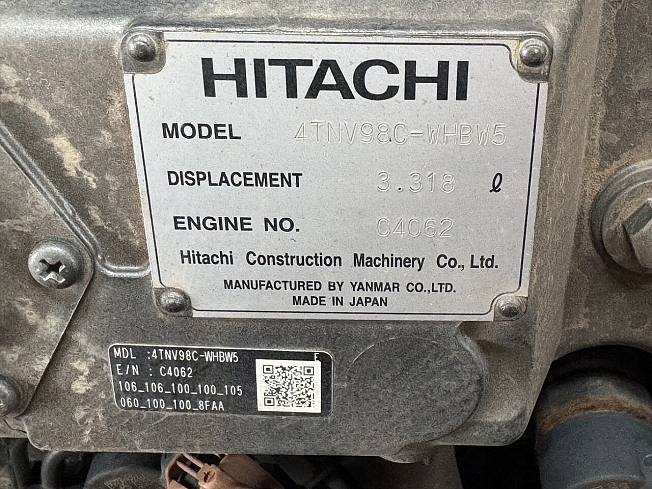 HITACHI
MODEL 4TNV98C-WHBW5
DISPLACEMENT 3.318 ℓ
ENGINE NO. C4062
Hitachi Construction Machinery Co., Ltd.
MANUFACTURED BY YANMAR CO.,LTD.
MADE IN JAPAN
MDL :4TNV98C-WHBW5 E
E/N : C4062
106_106_100_100_105
060_100_100_8FAA